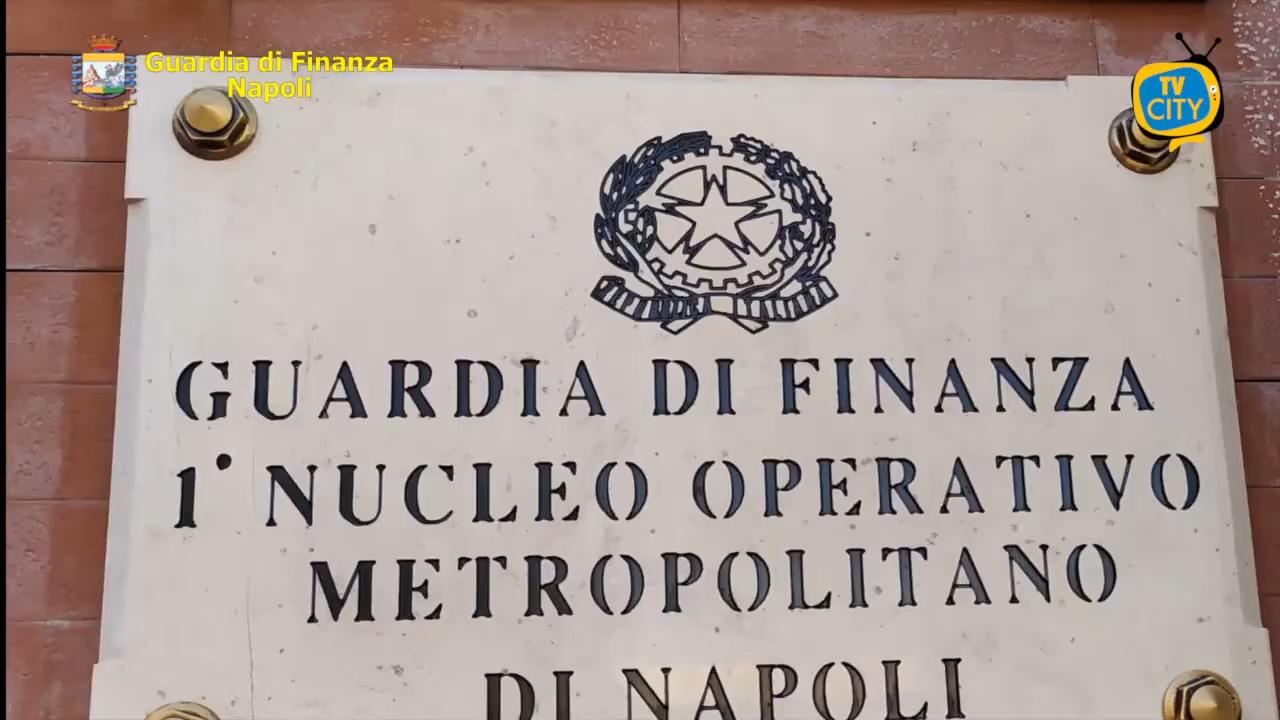 Guardia di Finanza
Napoli
TV
CITY
GUARDIA DI FINANZA
1° NUCLEO OPERATIVO
METROPOLITANO
DI NAPOLI